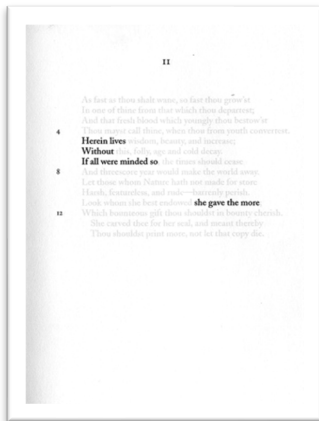 11
As fast as thou shalt wane, so fast thou grow'st
In one of thine from that which thou departest;
And that fresh blood which youngly thou bestow'st
4 Thou mayst call thine, when thou from youth convertest.
Herein lives wisdom, beauty, and increase;
Without this, folly, age and cold decay.
If all were minded so the times should cease
8 And threescore year would make the world away.
Let those whom Nature hath not made for store
Harsh, featureless, and rude—barrenly perish.
Look whom she best endowed she gave the more
12 Which bounteous gift thou shouldst in bounty cherish.
She carved thee for her seal, and meant thereby
Thou shouldst print more, not let that copy die.